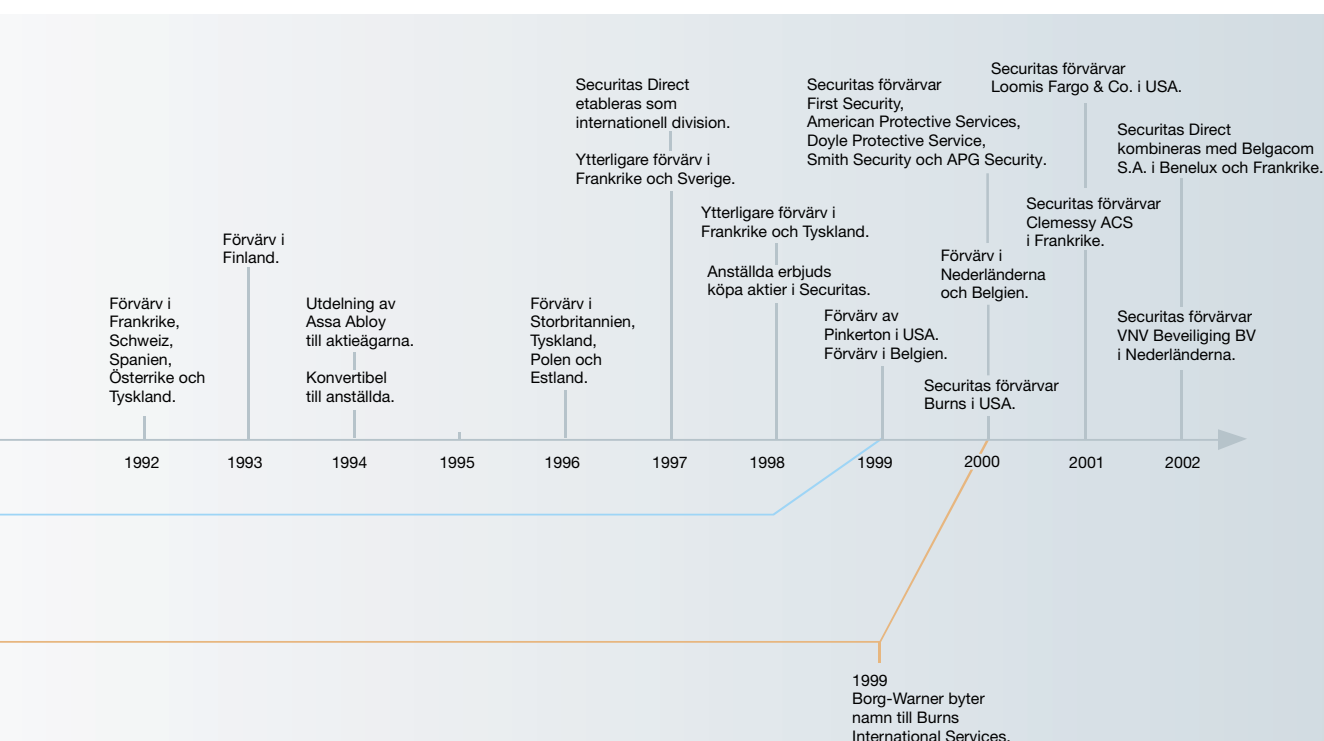 Förvärv i
Frankrike,
Schweiz,
Spanien,
Österrike och
Tyskland.
Förvärv i
Finland.
Utdelning av
Assa Abloy
till aktieägarna.
Konvertibel
till anställda.
Förvärv i
Storbritannien,
Tyskland,
Polen och
Estland.
Securitas Direct
etableras som
internationell division.
Ytterligare förvärv i
Frankrike och Sverige.
Ytterligare förvärv i
Frankrike och Tyskland.
Anställda erbjuds
köpa aktier i Securitas.
Förvärv av
Pinkerton i USA.
Förvärv i Belgien.
Securitas förvärvar
First Security,
American Protective Services,
Doyle Protective Service,
Smith Security och APG Security.
Förvärv i
Nederländerna
och Belgien.
Securitas förvärvar
Burns i USA.
Securitas förvärvar
Loomis Fargo & Co. i USA.
Securitas förvärvar
Clemessy ACS
i Frankrike.
Securitas Direct
kombineras med Belgacom
S.A. i Benelux och Frankrike.
Securitas förvärvar
VNV Beveiliging BV
i Nederländerna.
1992 1993 1994 1995 1996 1997 1998 1999 2000 2001 2002
1999
Borg-Warner byter
namn till Burns
International Services.